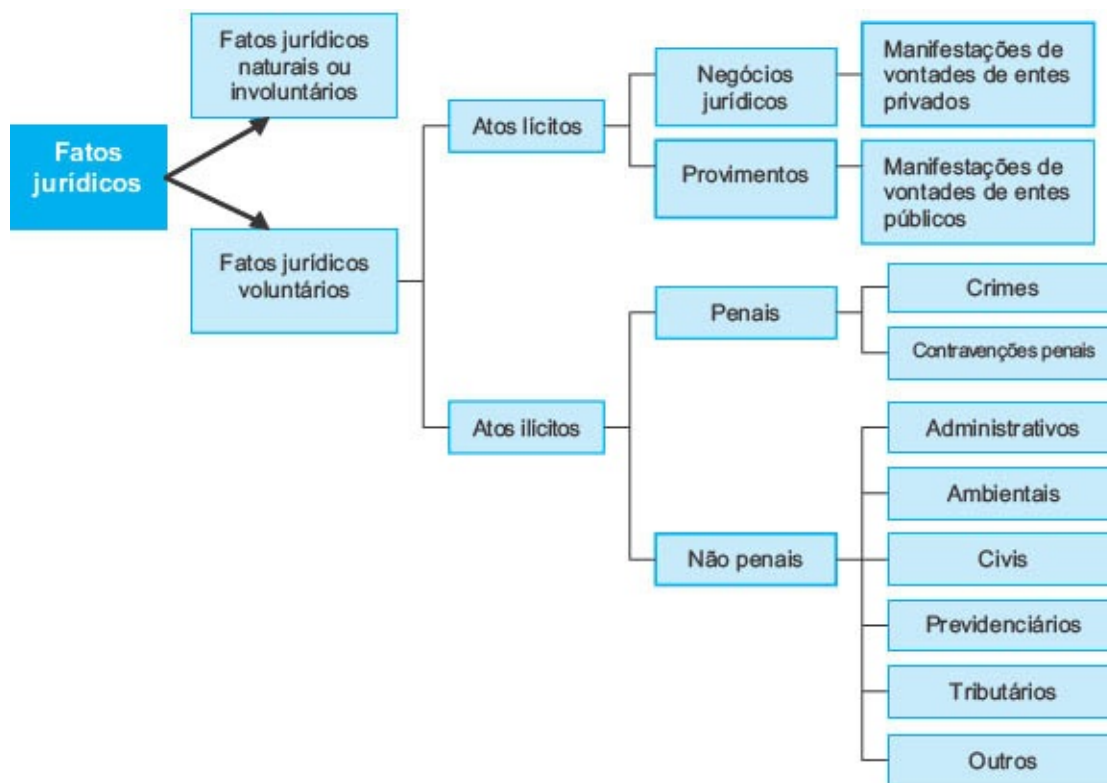 Fatos
jurídicos
Fatos jurídicos
naturais ou
involuntários
Fatos jurídicos
voluntários
Atos lícitos
Negócios
jurídicos
Manifestações de
vontades de entes
privados
Provimentos
Manifestações de
vontades de entes
públicos
Atos ilícitos
Penais
Crimes
Contravenções penais
Não penais
Administrativos
Ambientais
Civis
Previdenciários
Tributários
Outros